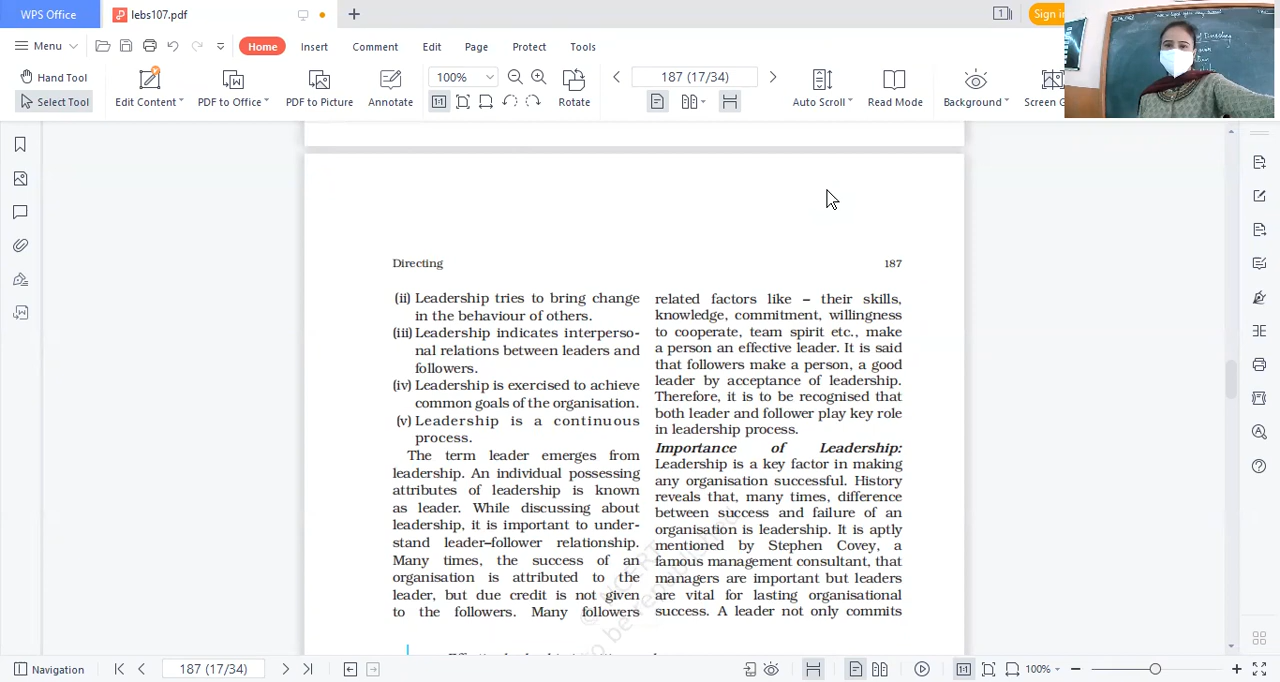 WPS Office
lebs107.pdf
1
Sign in
Menu
Home
Insert
Comment
Edit
Page
Protect
Tools
Hand Tool
Select Tool
Edit Content
PDF to Office
PDF to Picture
Annotate
100%
Rotate
187 (17/34)
Auto Scroll
Read Mode
Background
Screen G
Directing
187
(ii) Leadership tries to bring change
in the behaviour of others.
(iii) Leadership indicates interperso-
nal relations between leaders and
followers.
(iv) Leadership is exercised to achieve
common goals of the organisation.
(v) Leadership is a continuous
process.
The term leader emerges from
leadership. An individual possessing
attributes of leadership is known
as leader. While discussing about
leadership, it is important to under-
stand leader–follower relationship.
Many times, the success of an
organisation is attributed to the
leader, but due credit is not given
to the followers. Many followers
related factors like – their skills,
knowledge, commitment, willingness
to cooperate, team spirit etc., make
a person an effective leader. It is said
that followers make a person, a good
leader by acceptance of leadership.
Therefore, it is to be recognised that
both leader and follower play key role
in leadership process.
Importance of Leadership:
Leadership is a key factor in making
any organisation successful. History
reveals that, many times, difference
between success and failure of an
organisation is leadership. It is aptly
mentioned by Stephen Covey, a
famous management consultant, that
managers are important but leaders
are vital for lasting organisational
success. A leader not only commits
© NCERT
to be republished
Navigation
187 (17/34)
100%